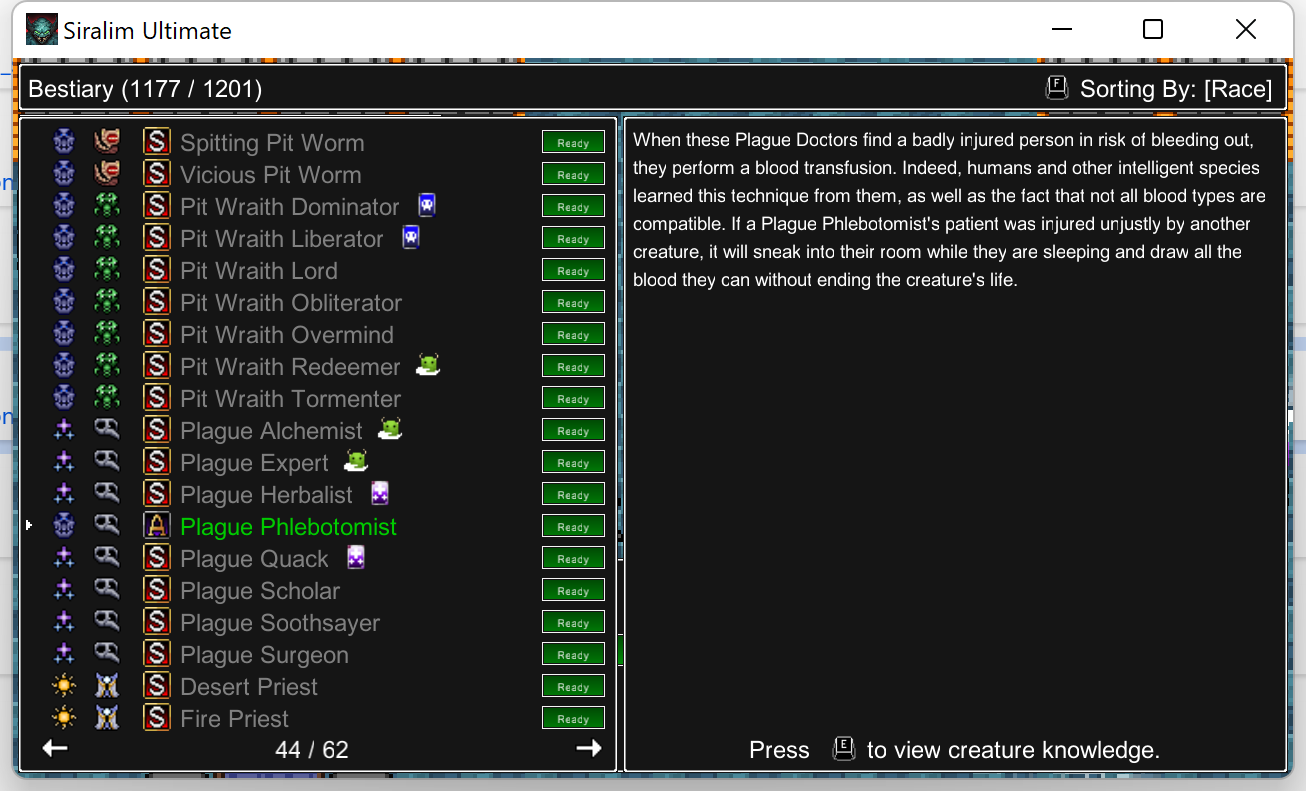 Siralim Ultimate
Bestiary (1177 / 1201)
F Sorting By: [Race]
S Spitting Pit Worm Ready
S Vicious Pit Worm Ready
S Pit Wraith Dominator Ready
S Pit Wraith Liberator Ready
S Pit Wraith Lord Ready
S Pit Wraith Obliterator Ready
S Pit Wraith Overmind Ready
S Pit Wraith Redeemer Ready
S Pit Wraith Tormenter Ready
S Plague Alchemist Ready
S Plague Expert Ready
S Plague Herbalist Ready
A Plague Phlebotomist Ready
S Plague Quack Ready
S Plague Scholar Ready
S Plague Soothsayer Ready
S Plague Surgeon Ready
S Desert Priest Ready
S Fire Priest Ready
44 / 62
When these Plague Doctors find a badly injured person in risk of bleeding out,
they perform a blood transfusion. Indeed, humans and other intelligent species
learned this technique from them, as well as the fact that not all blood types are
compatible. If a Plague Phlebotomist's patient was injured unjustly by another
creature, it will sneak into their room while they are sleeping and draw all the
blood they can without ending the creature's life.
Press E to view creature knowledge.